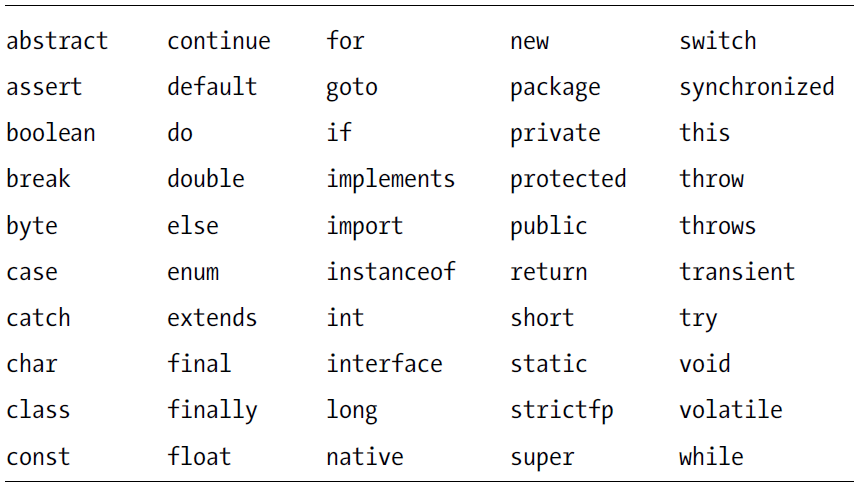 abstract continue for new switch
assert default goto package synchronized
boolean do if private this
break double implements protected throw
byte else import public throws
case enum instanceof return transient
catch extends int short try
char final interface static void
class finally long strictfp volatile
const float native super while